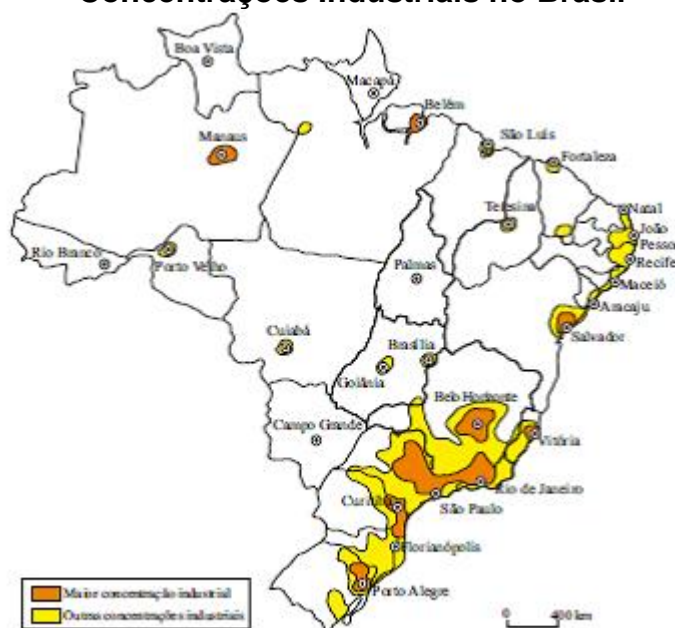 Concentrações Industriais no Brasil
Boa Vista
Macapá
Belém
Manaus
São Luís
Fortaleza
Teresina
Natal
João
Pesso
Recife
Rio Branco
Porto Velho
Palmas
Maceió
Aracaju
Salvador
Cuiabá
Brasília
Goiânia
Belo Horizonte
Campo Grande
Vitória
Rio de Janeiro
São Paulo
Curitiba
Florianópolis
Porto Alegre
Maior concentração industrial
Outras concentrações industriais
0 400 km